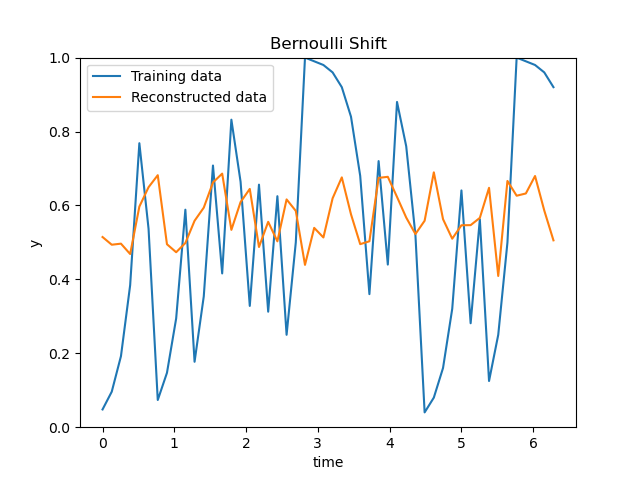 Bernoulli Shift
Training data
Reconstructed data
1.0
0.8
0.6
0.4
0.2
0.0
y
0 1 2 3 4 5 6
time